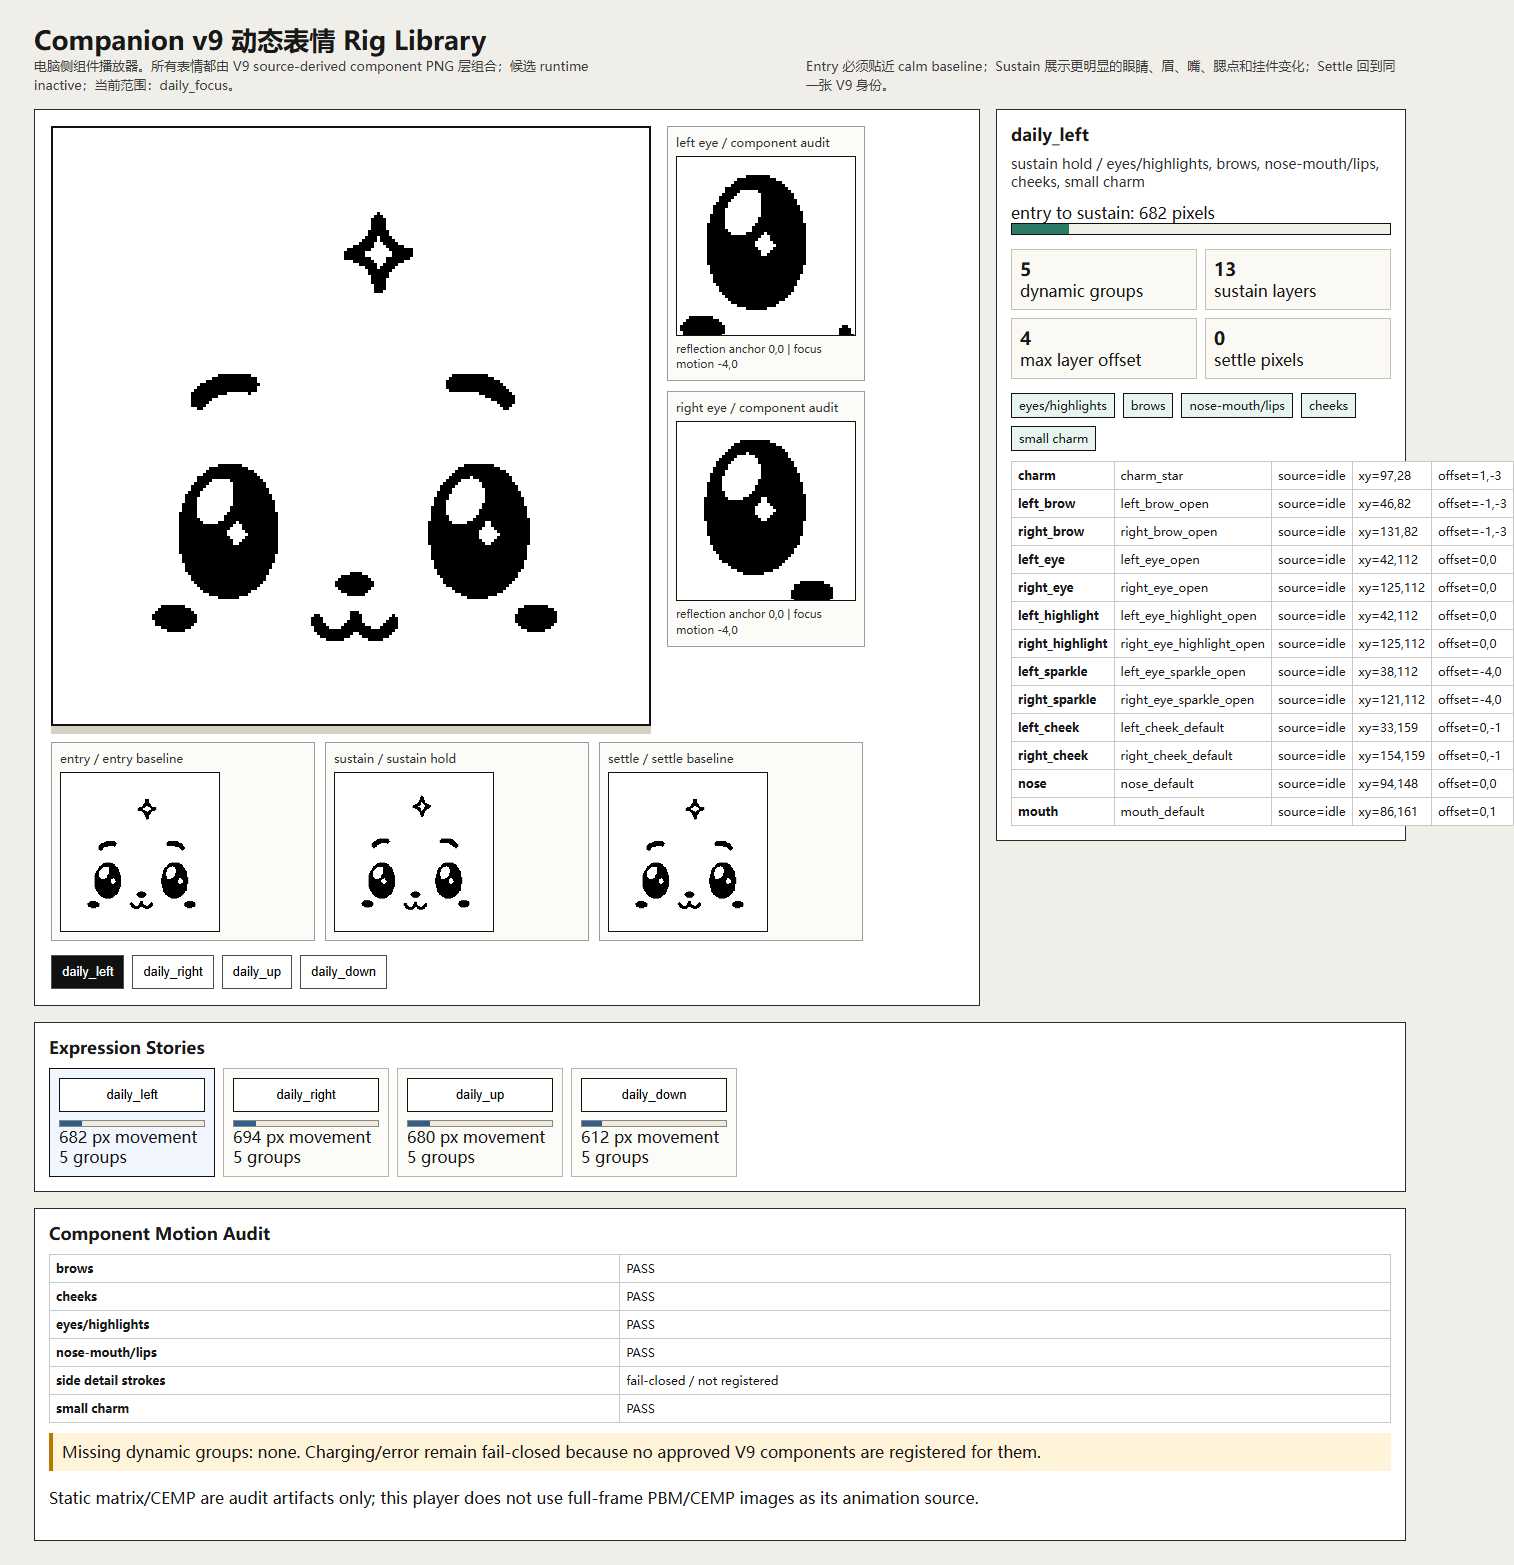 Companion v9 动态表情 Rig Library
电脑侧组件播放器。所有表情都由 V9 source-derived component PNG 层组合；候选 runtime
inactive；当前范围：daily_focus。
Entry 必须贴近 calm baseline；Sustain 展示更明显的眼睛、眉、嘴、腮点和挂件变化；Settle 回到同
一张 V9 身份。
left eye / component audit
reflection anchor 0,0 | focus
motion -4,0
right eye / component audit
reflection anchor 0,0 | focus
motion -4,0
entry / entry baseline
sustain / sustain hold
settle / settle baseline
daily_left
daily_right
daily_up
daily_down
daily_left
sustain hold / eyes/highlights, brows, nose-mouth/lips,
cheeks, small charm
entry to sustain: 682 pixels
5
dynamic groups
13
sustain layers
4
max layer offset
0
settle pixels
eyes/highlights
brows
nose-mouth/lips
cheeks
small charm
charm charm_star source=idle xy=97,28 offset=1,-3
left_brow left_brow_open source=idle xy=46,82 offset=-1,-3
right_brow right_brow_open source=idle xy=131,82 offset=-1,-3
left_eye left_eye_open source=idle xy=42,112 offset=0,0
right_eye right_eye_open source=idle xy=125,112 offset=0,0
left_highlight left_eye_highlight_open source=idle xy=42,112 offset=0,0
right_highlight right_eye_highlight_open source=idle xy=125,112 offset=0,0
left_sparkle left_eye_sparkle_open source=idle xy=38,112 offset=-4,0
right_sparkle right_eye_sparkle_open source=idle xy=121,112 offset=-4,0
left_cheek left_cheek_default source=idle xy=33,159 offset=0,-1
right_cheek right_cheek_default source=idle xy=154,159 offset=0,-1
nose nose_default source=idle xy=94,148 offset=0,0
mouth mouth_default source=idle xy=86,161 offset=0,1
Expression Stories
daily_left
682 px movement
5 groups
daily_right
694 px movement
5 groups
daily_up
680 px movement
5 groups
daily_down
612 px movement
5 groups
Component Motion Audit
brows PASS
cheeks PASS
eyes/highlights PASS
nose-mouth/lips PASS
side detail strokes fail-closed / not registered
small charm PASS
Missing dynamic groups: none. Charging/error remain fail-closed because no approved V9 components are registered for them.
Static matrix/CEMP are audit artifacts only; this player does not use full-frame PBM/CEMP images as its animation source.